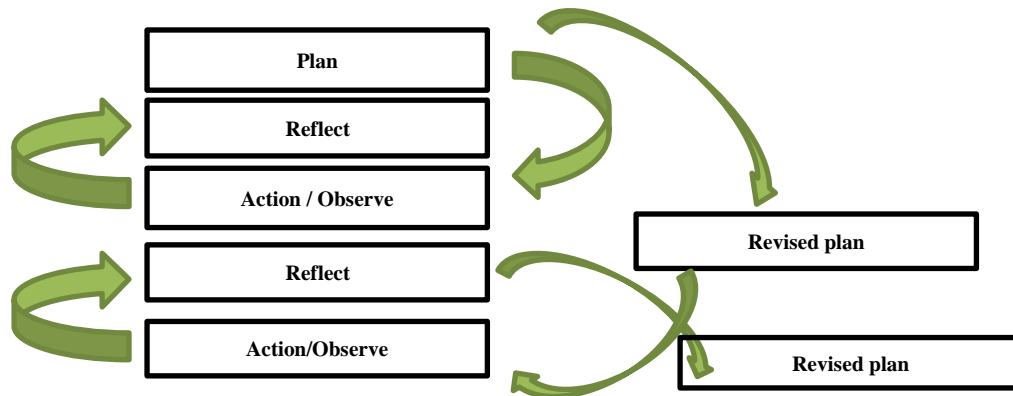 Plan
Reflect
Action / Observe
Revised plan
Reflect
Action/Observe
Revised plan